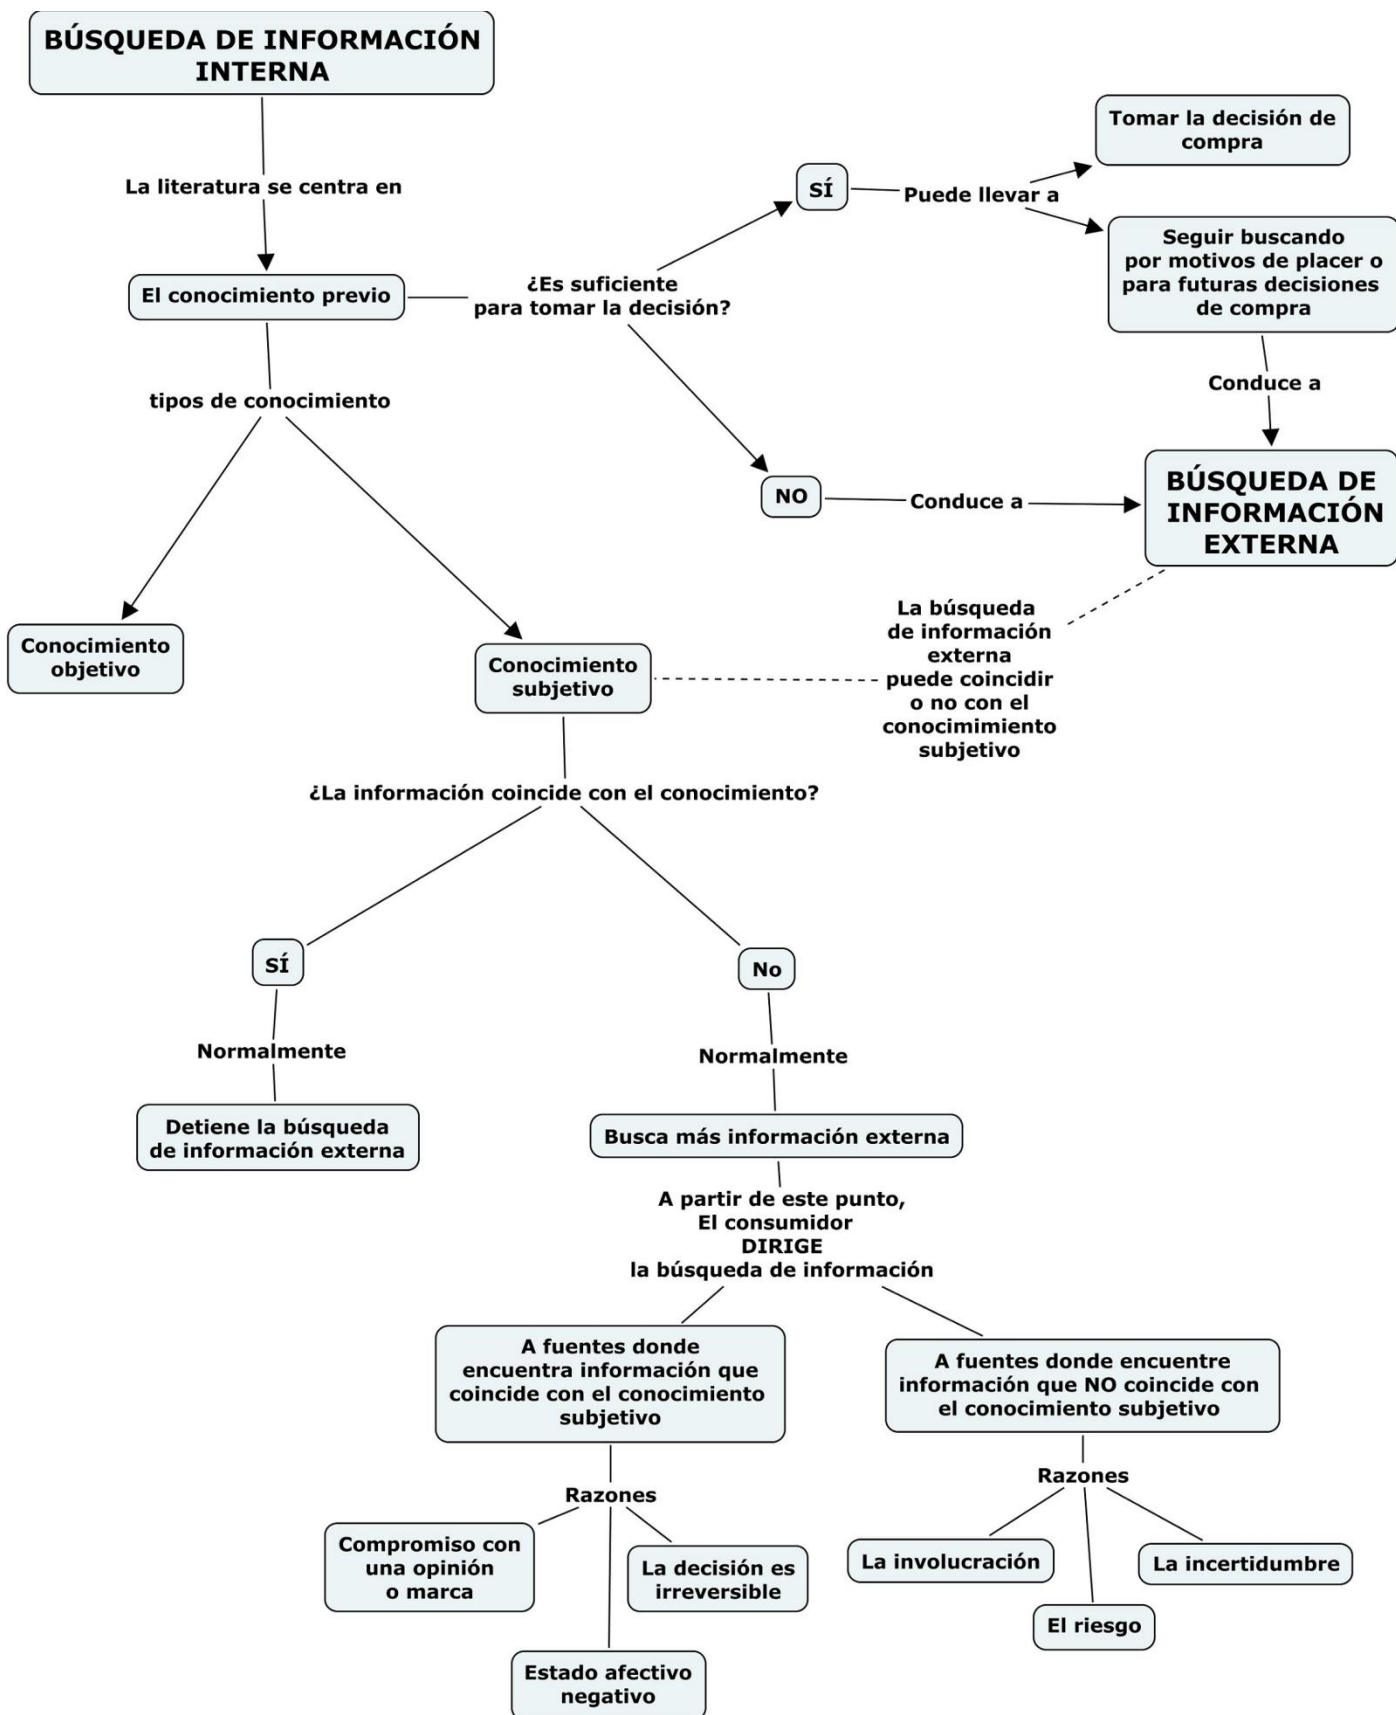 BÚSQUEDA DE INFORMACIÓN
INTERNA
La literatura se centra en
El conocimiento previo
¿Es suficiente
para tomar la decisión?
SÍ
Puede llevar a
Tomar la decisión de
compra
Seguir buscando
por motivos de placer o
para futuras decisiones
de compra
Conduce a
NO
Conduce a
BÚSQUEDA DE
INFORMACIÓN
EXTERNA
tipos de conocimiento
Conocimiento
objetivo
Conocimiento
subjetivo
La búsqueda
de información
externa
puede coincidir
o no con el
conocimimiento
subjetivo
¿La información coincide con el conocimiento?
SÍ
Normalmente
Detiene la búsqueda
de información externa
No
Normalmente
Busca más información externa
A partir de este punto,
El consumidor
DIRIGE
la búsqueda de información
A fuentes donde
encuentra información que
coincide con el conocimiento
subjetivo
Razones
Compromiso con
una opinión
o marca
Estado afectivo
negativo
La decisión es
irreversible
A fuentes donde encuentre
información que NO coincide con
el conocimiento subjetivo
Razones
La involucración
El riesgo
La incertidumbre